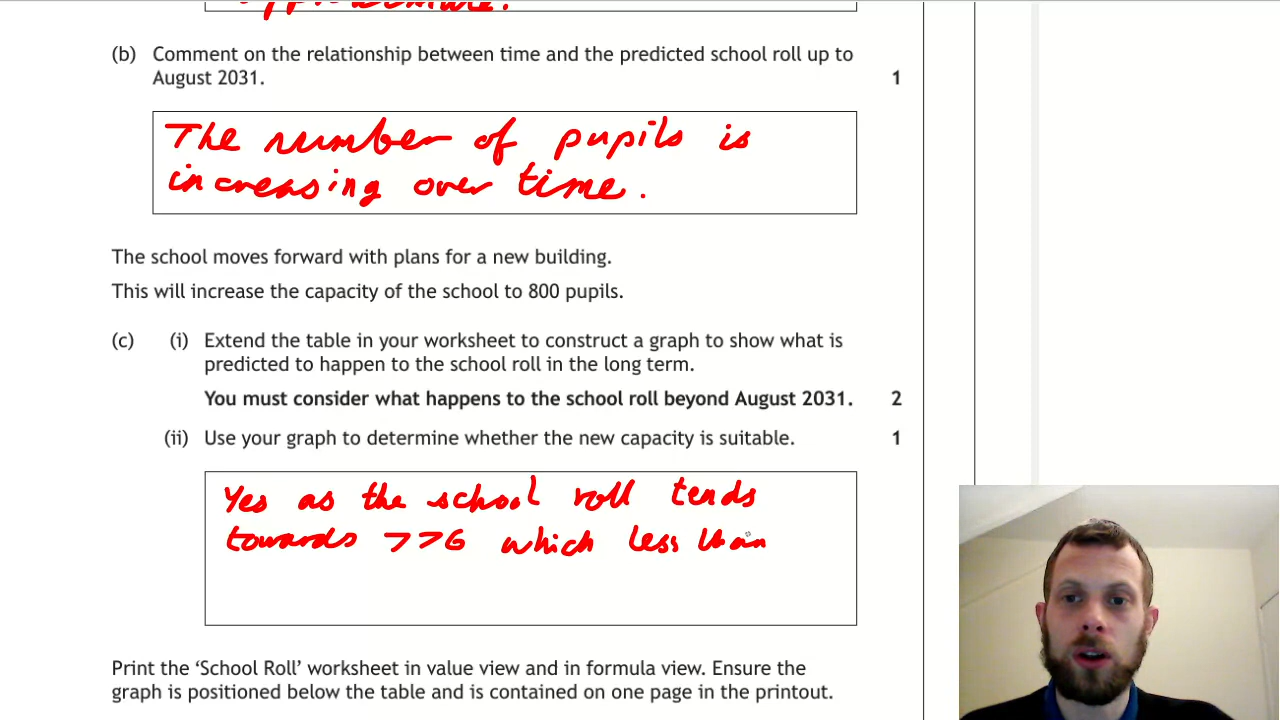 (b) Comment on the relationship between time and the predicted school roll up to
August 2031.
1
The number of pupils is
increasing over time.
The school moves forward with plans for a new building.
This will increase the capacity of the school to 800 pupils.
(c) (i) Extend the table in your worksheet to construct a graph to show what is
predicted to happen to the school roll in the long term.
You must consider what happens to the school roll beyond August 2031. 2
(ii) Use your graph to determine whether the new capacity is suitable. 1
Yes as the school roll tends
towards 776 which less than
Print the ‘School Roll’ worksheet in value view and in formula view. Ensure the
graph is positioned below the table and is contained on one page in the printout.